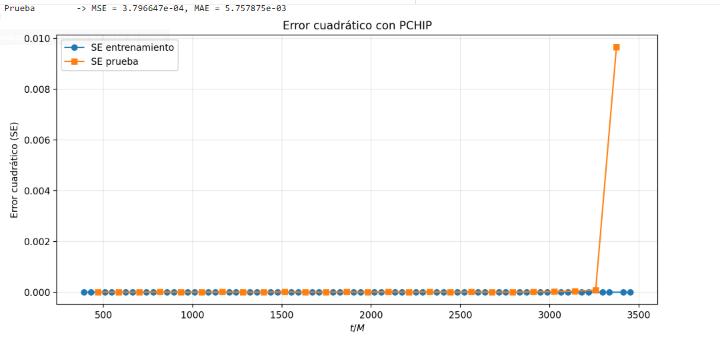 Prueba -> MSE = 3.796647e-04, MAE = 5.757875e-03
Error cuadrático con PCHIP
SE entrenamiento
SE prueba
0.010
0.008
0.006
0.004
0.002
0.000
Error cuadrático (SE)
500 1000 1500 2000 2500 3000 3500
t/M